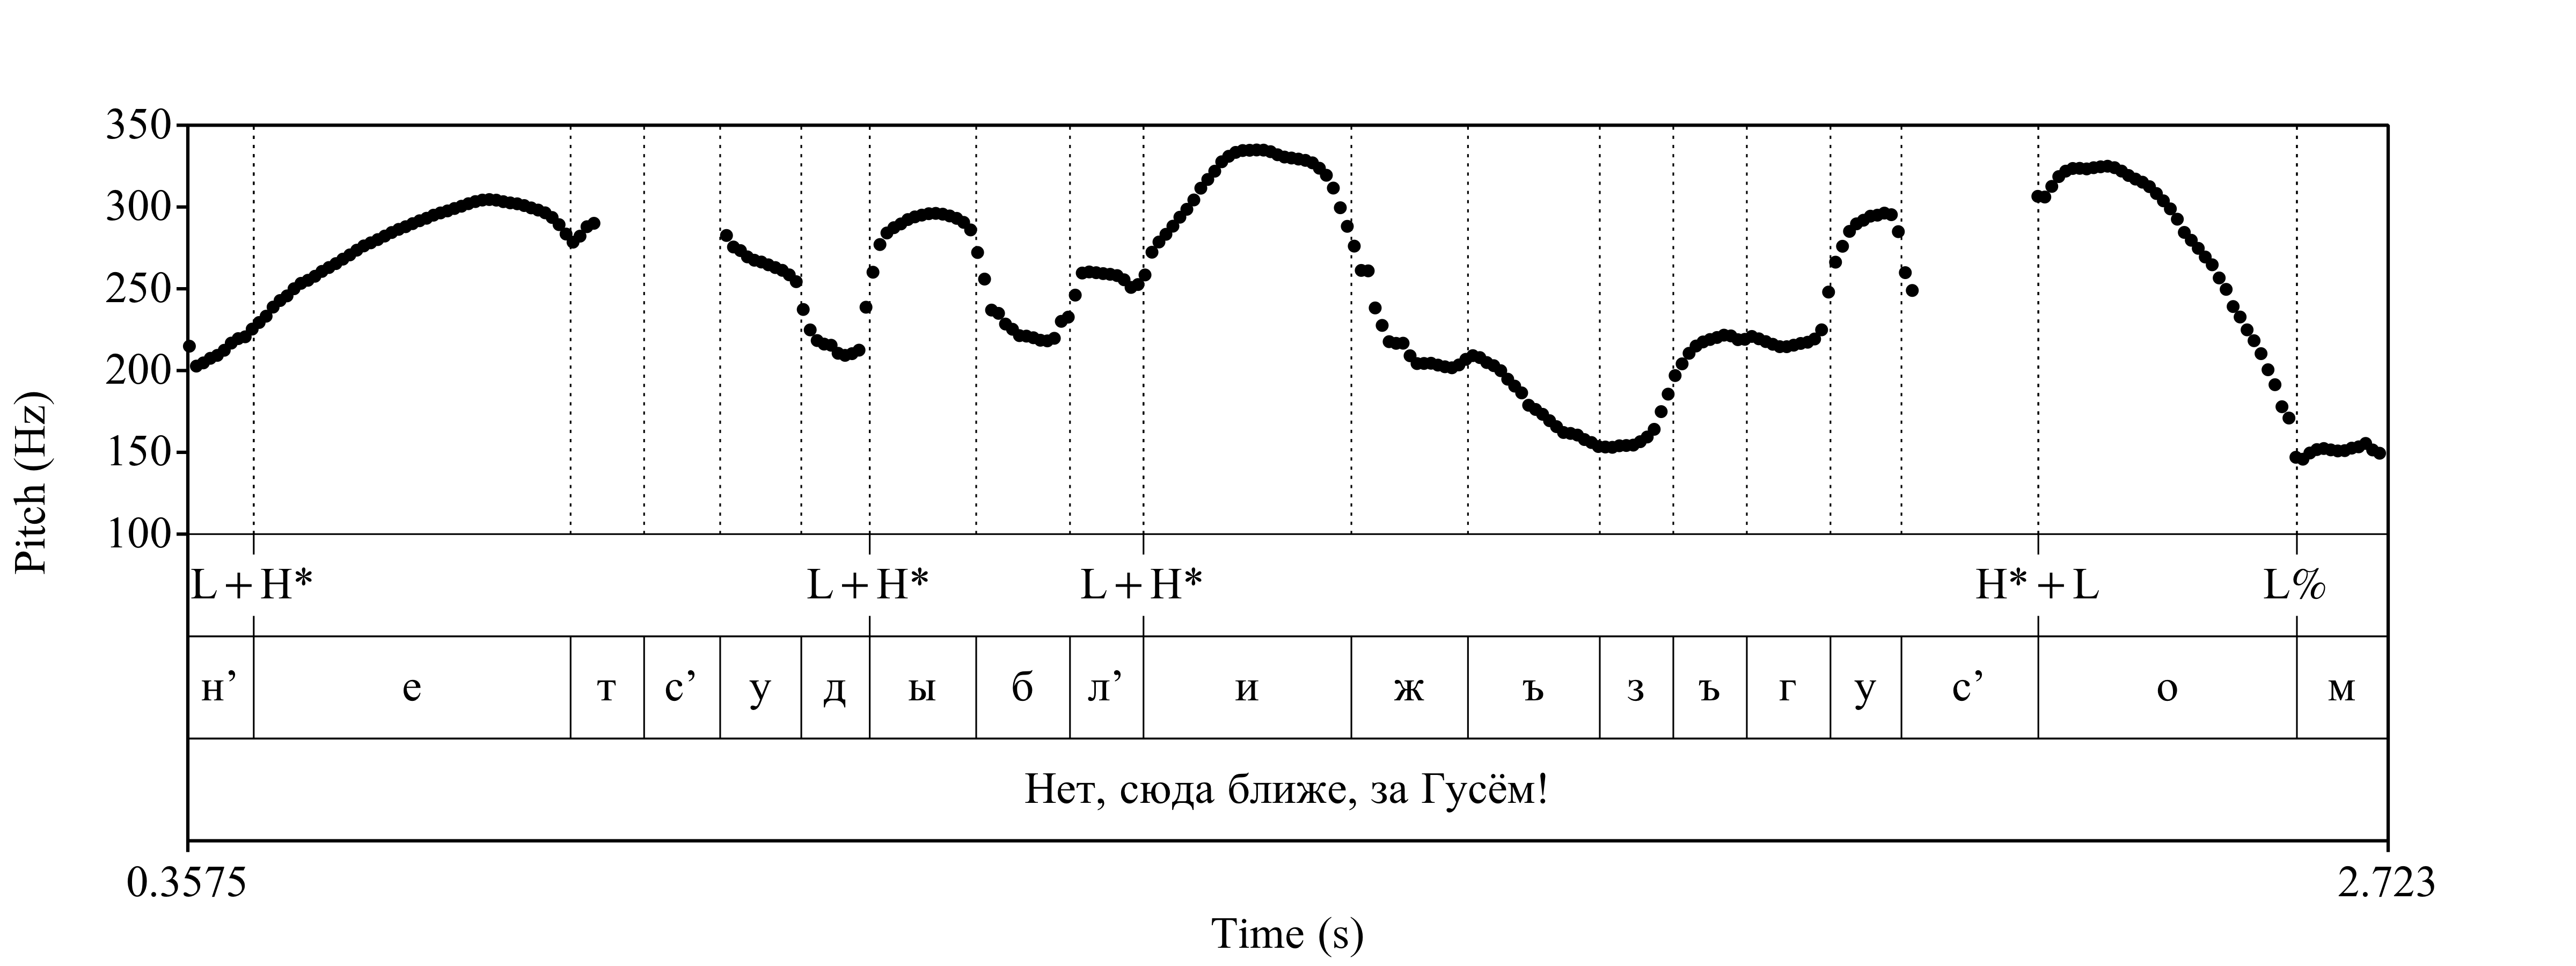 350
300
250
200
150
100
Pitch (Hz)
L+H* L+H* L+H* H*+L L%
н’ е т с’ у д ы б л’ и ж ъ з ъ г у с’ о м
Нет, сюда ближе, за Гусём!
0.3575 2.723
Time (s)